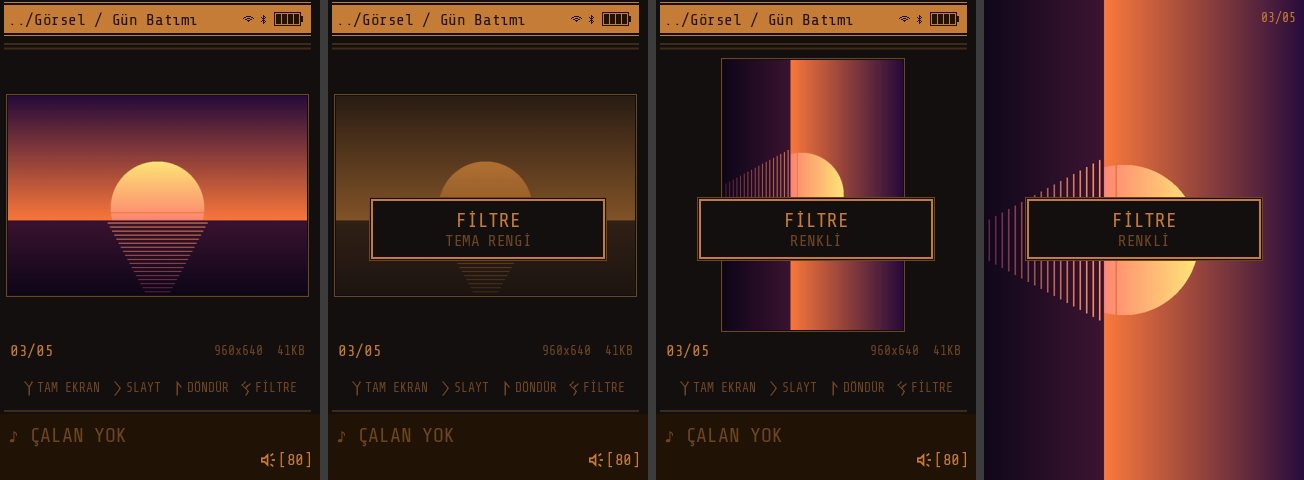 ../Görsel / Gün Batımı
03/05
960x640 41KB
TAM EKRAN SLAYT DÖNDÜR FİLTRE
♪ ÇALAN YOK
[80]
../Görsel / Gün Batımı
FİLTRE
TEMA RENGİ
03/05
960x640 41KB
TAM EKRAN SLAYT DÖNDÜR FİLTRE
♪ ÇALAN YOK
[80]
../Görsel / Gün Batımı
FİLTRE
RENKLİ
03/05
960x640 41KB
TAM EKRAN SLAYT DÖNDÜR FİLTRE
♪ ÇALAN YOK
[80]
03/05
FİLTRE
RENKLİ